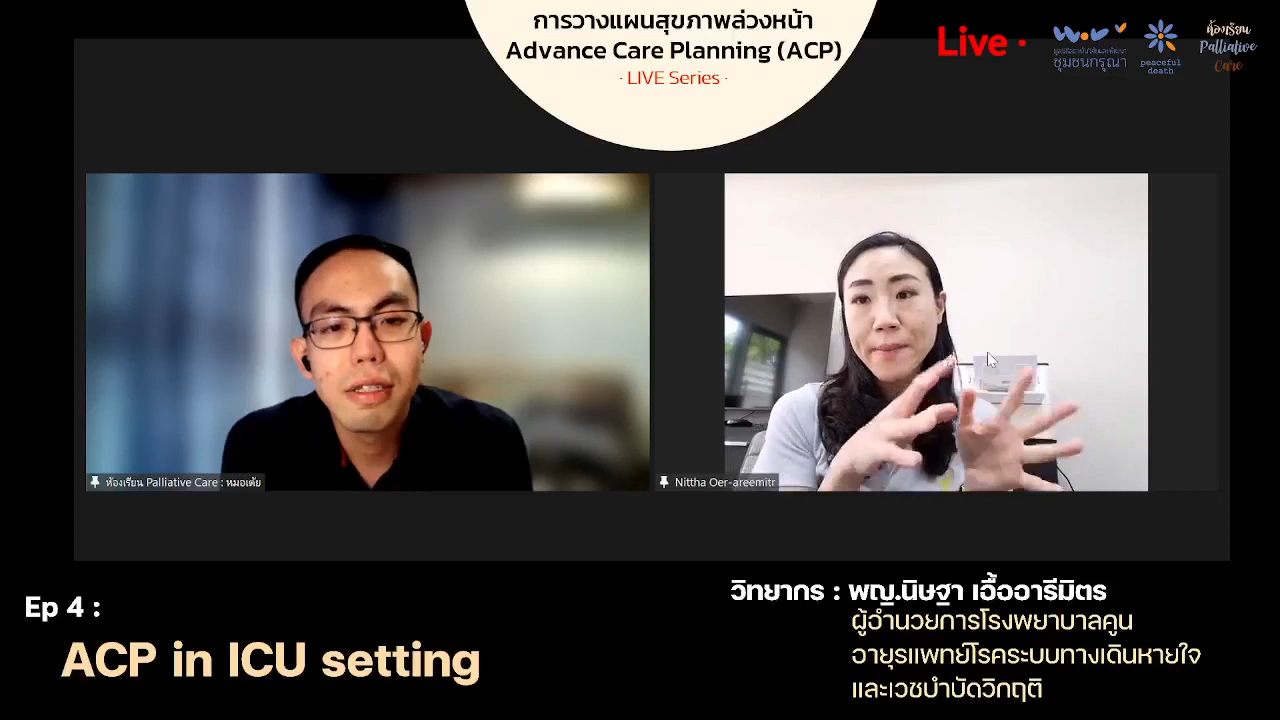 การวางแผนสุขภาพล่วงหน้า
Advance Care Planning (ACP)
· LIVE Series ·
Live ·
ชุมชนกรุณา
peaceful
death
ห้องเรียน
Palliative
Care
ห้องเรียน Palliative Care : หมอเต้ย
Nittha Oer-areemitr
Ep 4 :
ACP in ICU setting
วิทยากร : พญ.นิษฐา เอื้ออารีมิตร
ผู้อำนวยการโรงพยาบาลคูน
อายุรแพทย์โรคระบบทางเดินหายใจ
และเวชบำบัดวิกฤติ